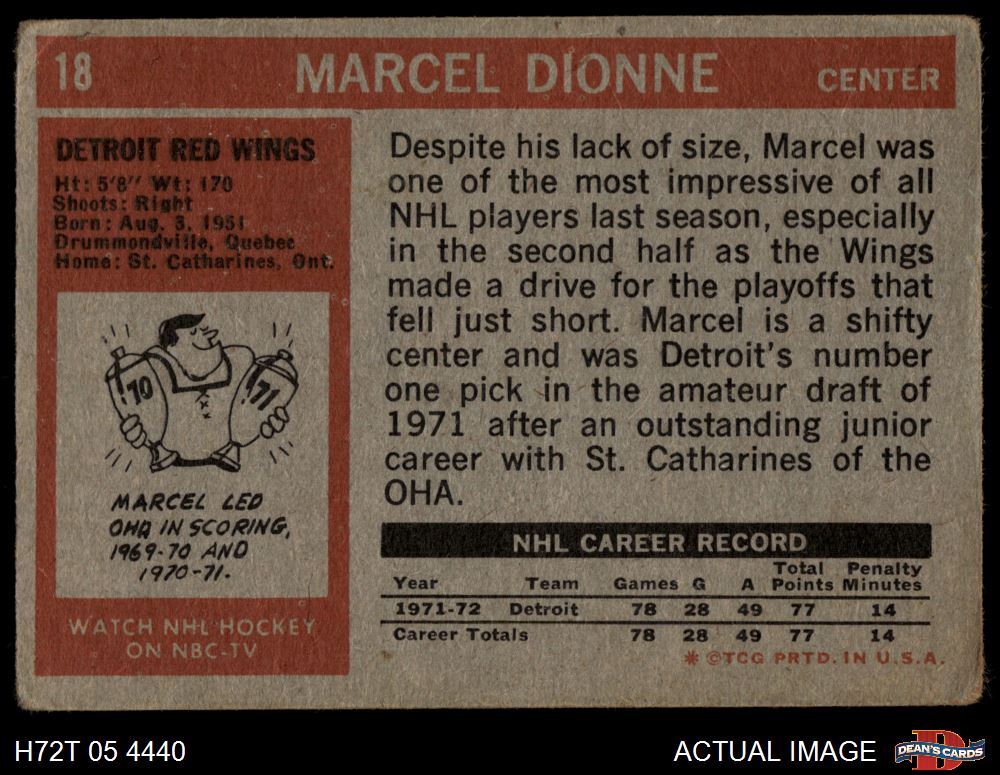 18 MARCEL DIONNE CENTER
DETROIT RED WINGS
Ht: 5'8" Wt: 170
Shoots: Right
Born: Aug. 3, 1951
Drummondville, Quebec
Home: St. Catharines, Ont.
70 71
MARCEL LED
OHA IN SCORING,
1969-70 AND
1970-71.
WATCH NHL HOCKEY
ON NBC-TV
Despite his lack of size, Marcel was
one of the most impressive of all
NHL players last season, especially
in the second half as the Wings
made a drive for the playoffs that
fell just short. Marcel is a shifty
center and was Detroit's number
one pick in the amateur draft of
1971 after an outstanding junior
career with St. Catharines of the
OHA.
NHL CAREER RECORD
Year Team Games G A Total Points Penalty Minutes
1971-72 Detroit 78 28 49 77 14
Career Totals 78 28 49 77 14
* ©TCG PRTD. IN U.S.A.
H72T 05 4440
ACTUAL IMAGE
D
DEAN'S CARDS